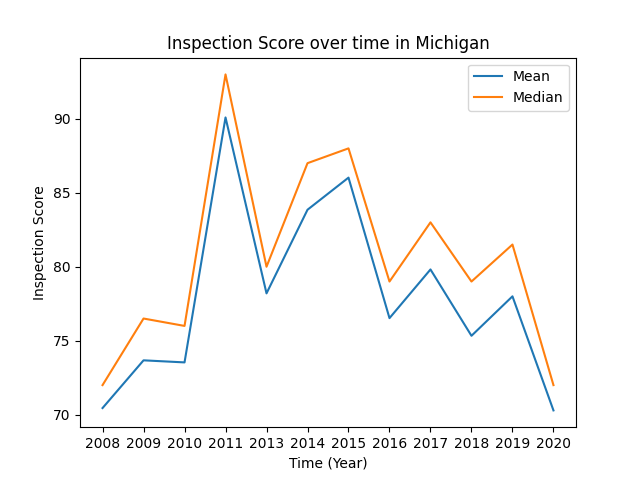 Inspection Score over time in Michigan
Mean
Median
90
85
80
75
70
Inspection Score
2008 2009 2010 2011 2013 2014 2015 2016 2017 2018 2019 2020
Time (Year)